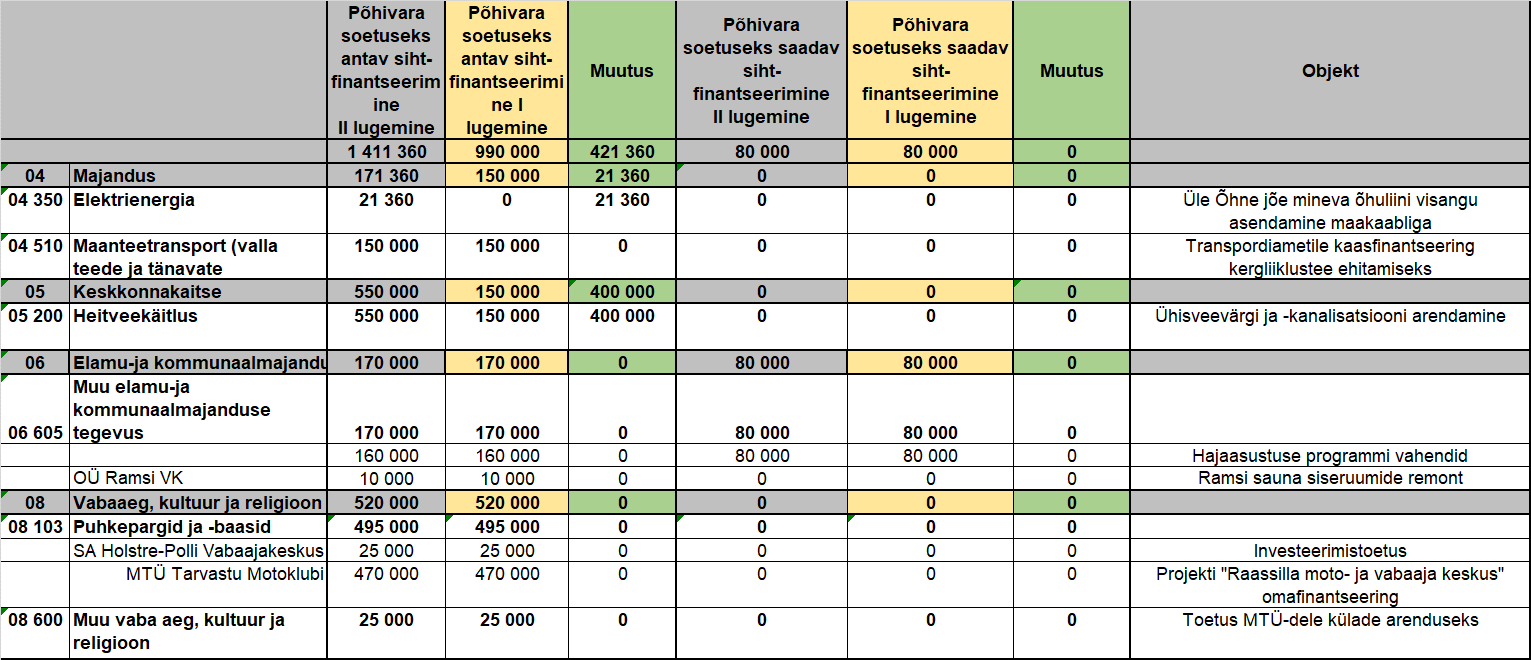 Põhivara soetuseks antav siht-finantseerimine II lugemine | Põhivara soetuseks antav siht-finantseerimine I lugemine | Muutus | Põhivara soetuseks saadav siht-finantseerimine II lugemine | Põhivara soetuseks saadav siht-finantseerimine I lugemine | Muutus | Objekt
1 411 360 | 990 000 | 421 360 | 80 000 | 80 000 | 0
04 | Majandus | 171 360 | 150 000 | 21 360 | 0 | 0 | 0
04 350 | Elektrienergia | 21 360 | 0 | 21 360 | 0 | 0 | 0 | Üle Õhne jõe mineva õhuliini visangu
asendamine maakaabliga
04 510 | Maanteetransport (valla | 150 000 | 150 000 | 0 | 0 | 0 | 0 | Transpordiametile kaasfinantseering
teede ja tänavate | kergliiklustee ehitamiseks
05 | Keskkonnakaitse | 550 000 | 150 000 | 400 000 | 0 | 0 | 0
05 200 | Heitveekäitlus | 550 000 | 150 000 | 400 000 | 0 | 0 | 0 | Ühisveevärgi ja -kanalisatsiooni arendamine
06 | Elamu-ja kommunaalmajandu | 170 000 | 170 000 | 0 | 80 000 | 80 000 | 0
Muu elamu-ja
kommunaalmajanduse
06 605 | tegevus | 170 000 | 170 000 | 0 | 80 000 | 80 000 | 0
160 000 | 160 000 | 0 | 80 000 | 80 000 | 0 | Hajaasustuse programmi vahendid
OÜ Ramsi VK | 10 000 | 10 000 | 0 | 0 | 0 | 0 | Ramsi sauna siseruumide remont
08 | Vabaaeg, kultuur ja religioon | 520 000 | 520 000 | 0 | 0 | 0 | 0
08 103 | Puhkepargid ja -baasid | 495 000 | 495 000 | 0 | 0 | 0 | 0
SA Holstre-Polli Vabaajakeskus | 25 000 | 25 000 | 0 | 0 | 0 | 0 | Investeerimistoetus
MTÜ Tarvastu Motoklubi | 470 000 | 470 000 | 0 | 0 | 0 | 0 | Projekti "Raassilla moto- ja vabaaja keskus"
omafinantseering
08 600 | Muu vaba aeg, kultuur ja | 25 000 | 25 000 | 0 | 0 | 0 | 0 | Toetus MTÜ-dele külade arenduseks
religioon